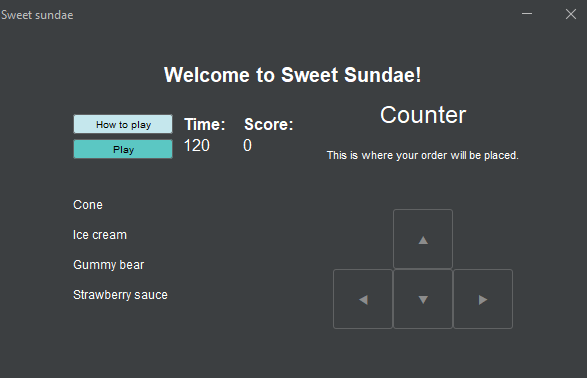 Sweet sundae
Welcome to Sweet Sundae!
How to play
Play
Time:
120
Score:
0
Counter
This is where your order will be placed.
Cone
Ice cream
Gummy bear
Strawberry sauce